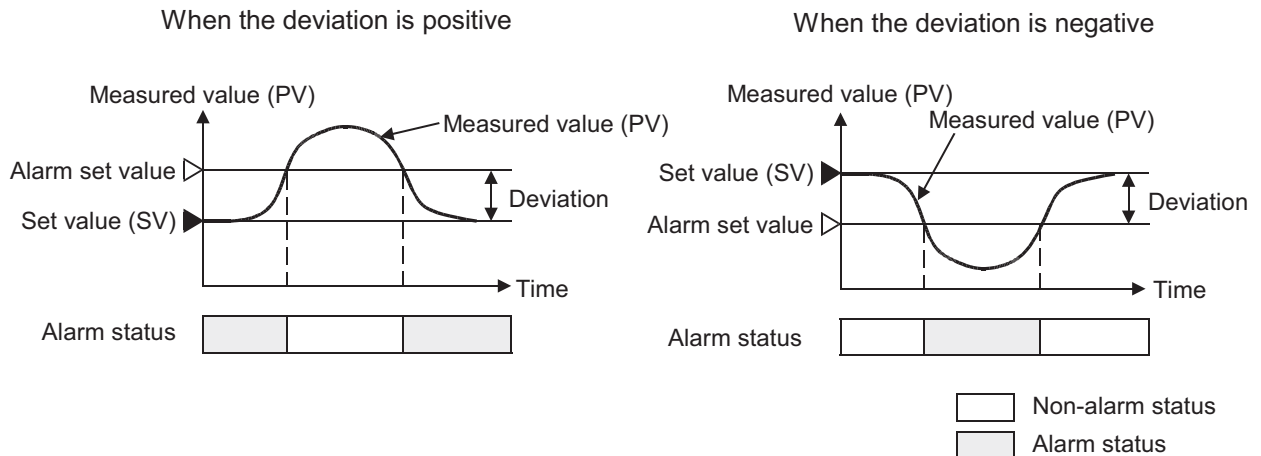 When the deviation is positive
Measured value (PV)
Measured value (PV)
Alarm set value
Set value (SV)
Deviation
Time
Alarm status
When the deviation is negative
Measured value (PV)
Measured value (PV)
Set value (SV)
Alarm set value
Deviation
Time
Alarm status
Non-alarm status
Alarm status